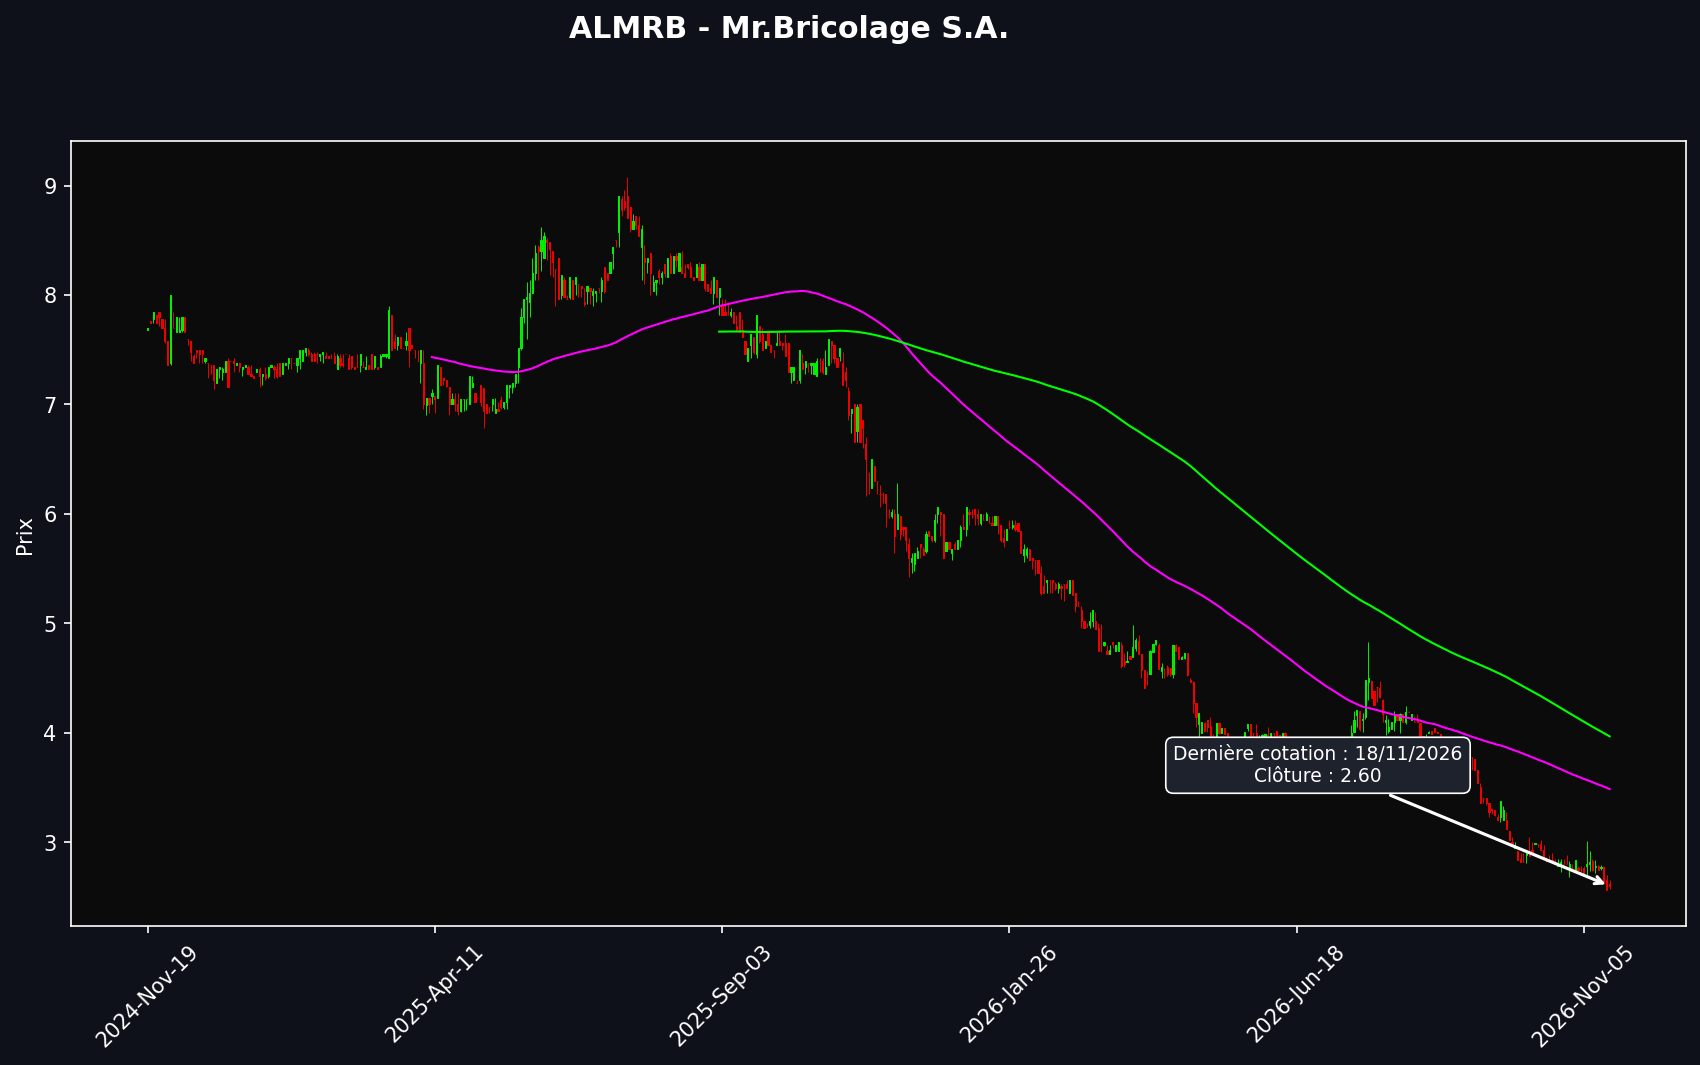 ALMRB - Mr.Bricolage S.A.
Prix
9
8
7
6
5
4
3
Dernière cotation : 18/11/2026
Clôture : 2.60
2024-Nov-19
2025-Apr-11
2025-Sep-03
2026-Jan-26
2026-Jun-18
2026-Nov-05